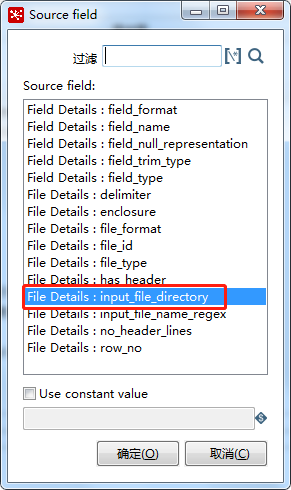 Source field
过滤
Source field:
Field Details : field_format
Field Details : field_name
Field Details : field_null_representation
Field Details : field_trim_type
Field Details : field_type
File Details : delimiter
File Details : enclosure
File Details : file_format
File Details : file_id
File Details : file_type
File Details : has_header
File Details : input_file_directory
File Details : input_file_name_regex
File Details : no_header_lines
File Details : row_no
Use constant value
确定(O)
取消(C)